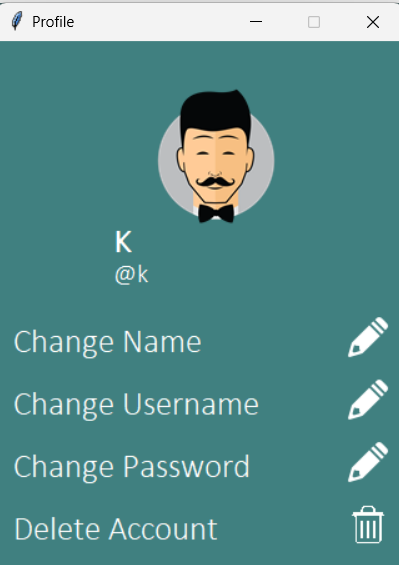 Profile
K
@k
Change Name
Change Username
Change Password
Delete Account